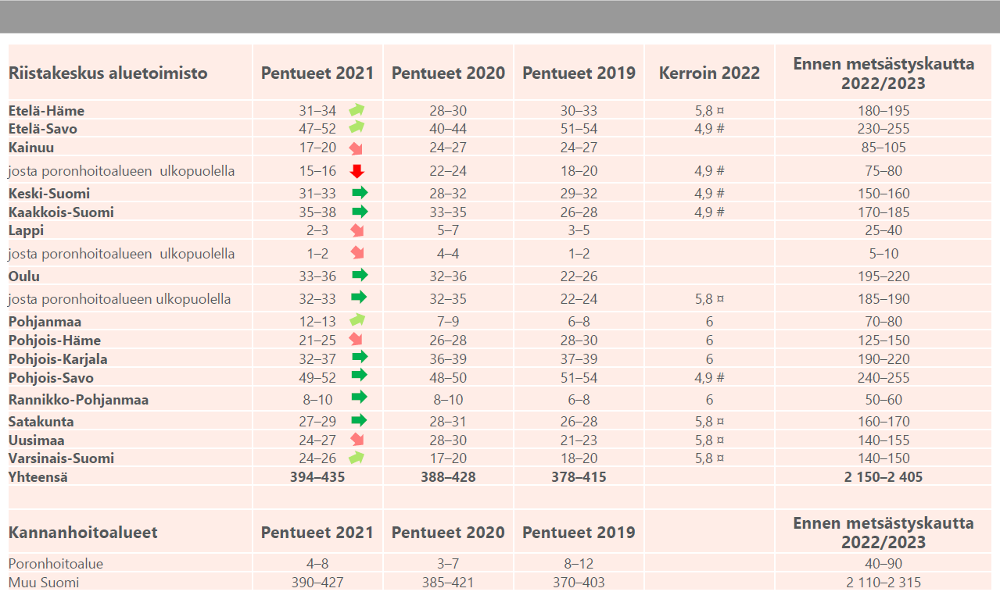 Riistakeskus aluetoimisto Pentueet 2021 Pentueet 2020 Pentueet 2019 Kerroin 2022 Ennen metsästyskautta 2022/2023
Etelä-Häme 31–34 28–30 30–33 5,8 ¤ 180–195
Etelä-Savo 47–52 40–44 51–54 4,9 # 230–255
Kainuu 17–20 24–27 24–27 85–105
josta poronhoitoalueen ulkopuolella 15–16 22–24 18–20 4,9 # 75–80
Keski-Suomi 31–33 28–32 29–32 4,9 # 150–160
Kaakkois-Suomi 35–38 33–35 26–28 4,9 # 170–185
Lappi 2–3 5–7 3–5 25–40
josta poronhoitoalueen ulkopuolella 1–2 4–4 1–2 5–10
Oulu 33–36 32–36 22–26 195–220
josta poronhoitoalueen ulkopuolella 32–33 32–35 22–24 5,8 ¤ 185–190
Pohjanmaa 12–13 7–9 6–8 6 70–80
Pohjois-Häme 21–25 26–28 28–30 6 125–150
Pohjois-Karjala 32–37 36–39 37–39 6 190–220
Pohjois-Savo 49–52 48–50 51–54 4,9 # 240–255
Rannikko-Pohjanmaa 8–10 8–10 6–8 6 50–60
Satakunta 27–29 28–31 26–28 5,8 ¤ 160–170
Uusimaa 24–27 28–30 21–23 5,8 ¤ 140–155
Varsinais-Suomi 24–26 17–20 18–20 5,8 ¤ 140–150
Yhteensä 394–435 388–428 378–415 2 150–2 405
Kannanhoitoalueet Pentueet 2021 Pentueet 2020 Pentueet 2019 Ennen metsästyskautta 2022/2023
Poronhoitoalue 4–8 3–7 8–12 40–90
Muu Suomi 390–427 385–421 370–403 2 110–2 315